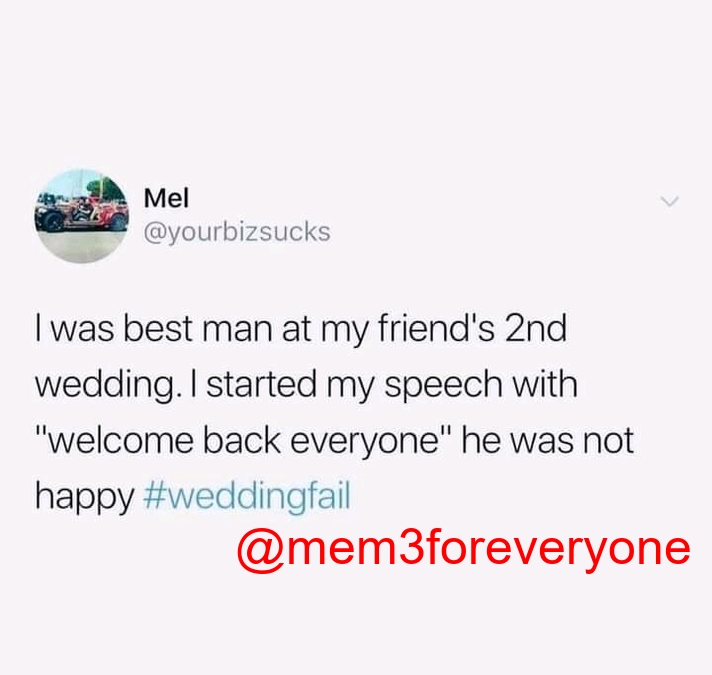 Mel
@yourbizsucks
I was best man at my friend's 2nd
wedding. I started my speech with
"welcome back everyone" he was not
happy #weddingfail
@mem3foreveryone